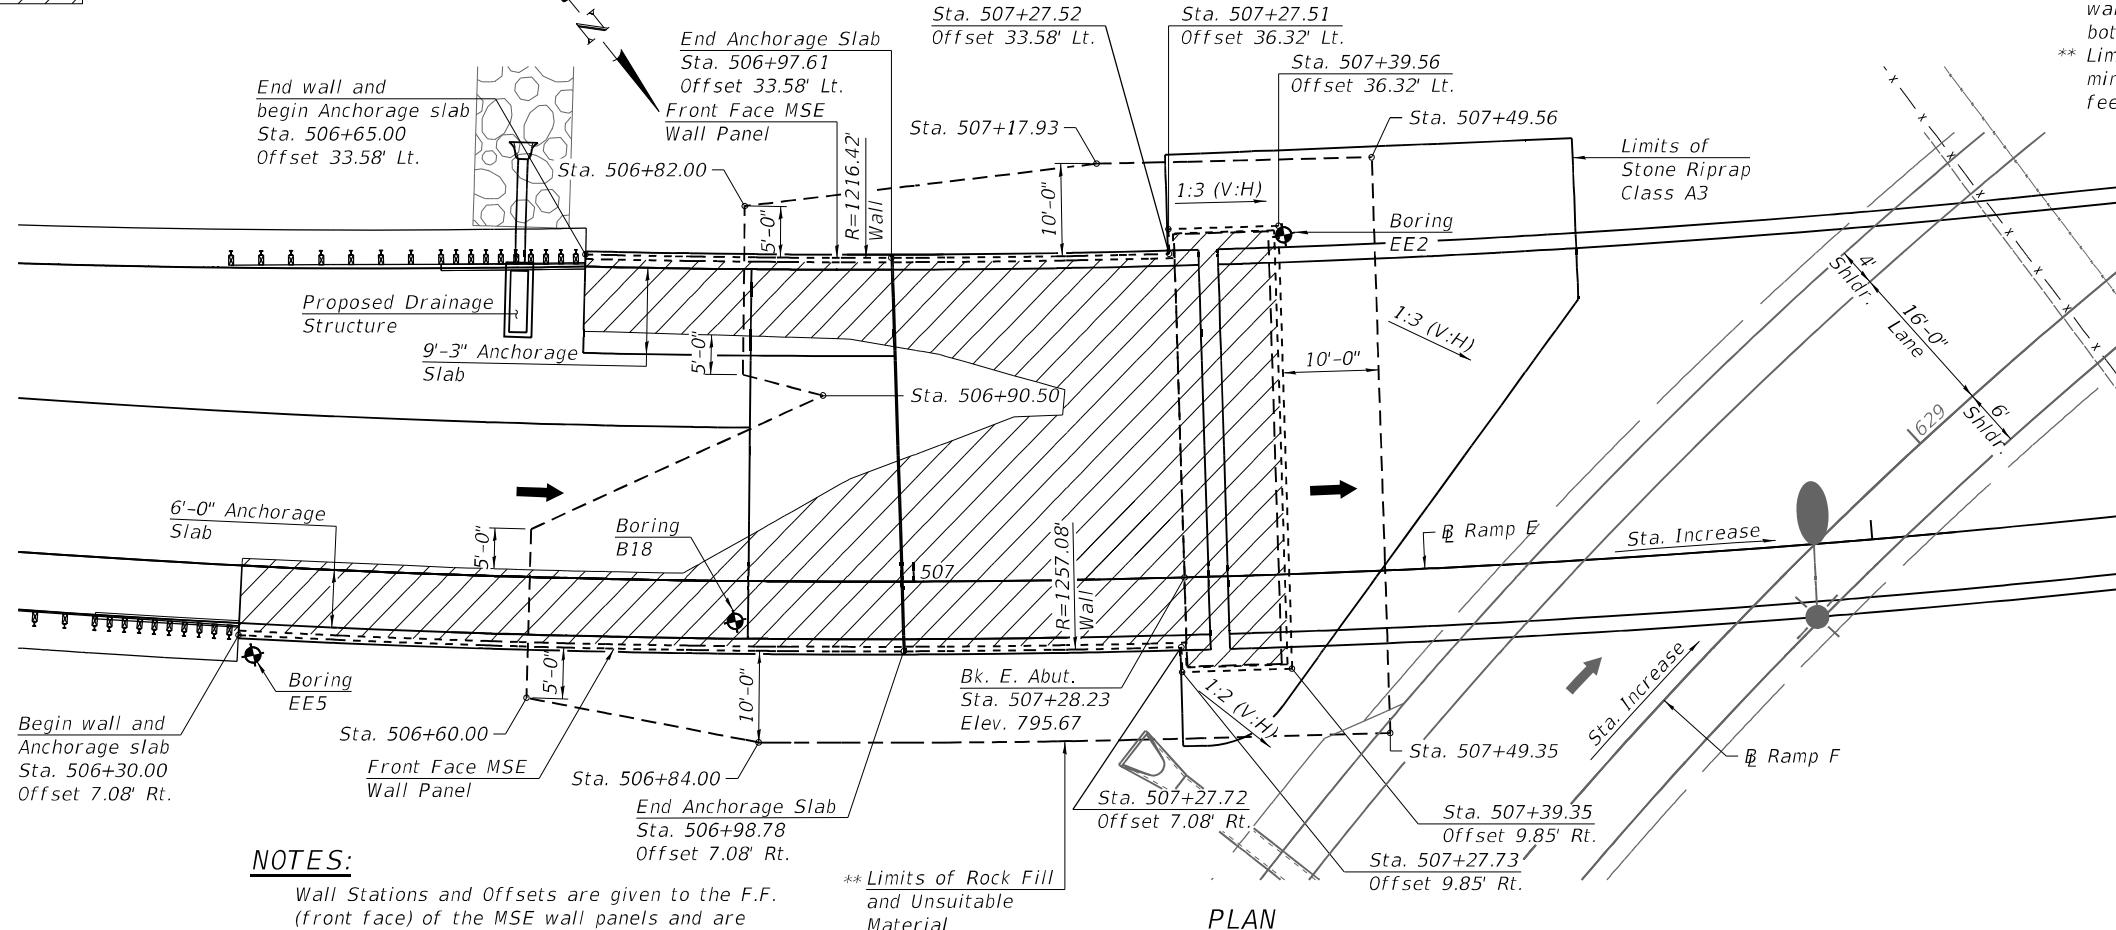 N
Sta. 507+27.52
Offset 33.58' Lt.
Sta. 507+27.51
Offset 36.32' Lt.
bot
** Lim
min
fee
End Anchorage Slab
Sta. 506+97.61
Offset 33.58' Lt.
Sta. 507+39.56
Offset 36.32' Lt.
End wall and
begin Anchorage slab
Sta. 506+65.00
Offset 33.58' Lt.
Front Face MSE
Wall Panel
Sta. 507+17.93
Sta. 507+49.56
Limits of
Stone Riprap
Class A3
Sta. 506+82.00
5'-0"
R=1216.42'
Wall
10'-0"
1:3 (V:H)
Boring
EE2
x
x
x
x
x
4'
Shldr.
16'-0"
Lane
6'
Shldr.
629
Proposed Drainage
Structure
9'-3" Anchorage
Slab
5'-0"
1:3 (V:H)
10'-0"
Sta. 506+90.50
6'-0" Anchorage
Slab
5'-0"
Boring
B18
507
R=1257.08'
Wall
BL Ramp E
Sta. Increase
Boring
EE5
5'-0"
10'-0"
Bk. E. Abut.
Sta. 507+28.23
Elev. 795.67
1:2 (V:H)
Sta. Increase
BL Ramp F
Begin wall and
Anchorage slab
Sta. 506+30.00
Offset 7.08' Rt.
Sta. 506+60.00
Front Face MSE
Wall Panel
Sta. 506+84.00
Sta. 507+49.35
End Anchorage Slab
Sta. 506+98.78
Offset 7.08' Rt.
Sta. 507+27.72
Offset 7.08' Rt.
Sta. 507+39.35
Offset 9.85' Rt.
Sta. 507+27.73
Offset 9.85' Rt.
** Limits of Rock Fill
and Unsuitable
Material
NOTES:
Wall Stations and Offsets are given to the F.F.
(front face) of the MSE wall panels and are
PLAN